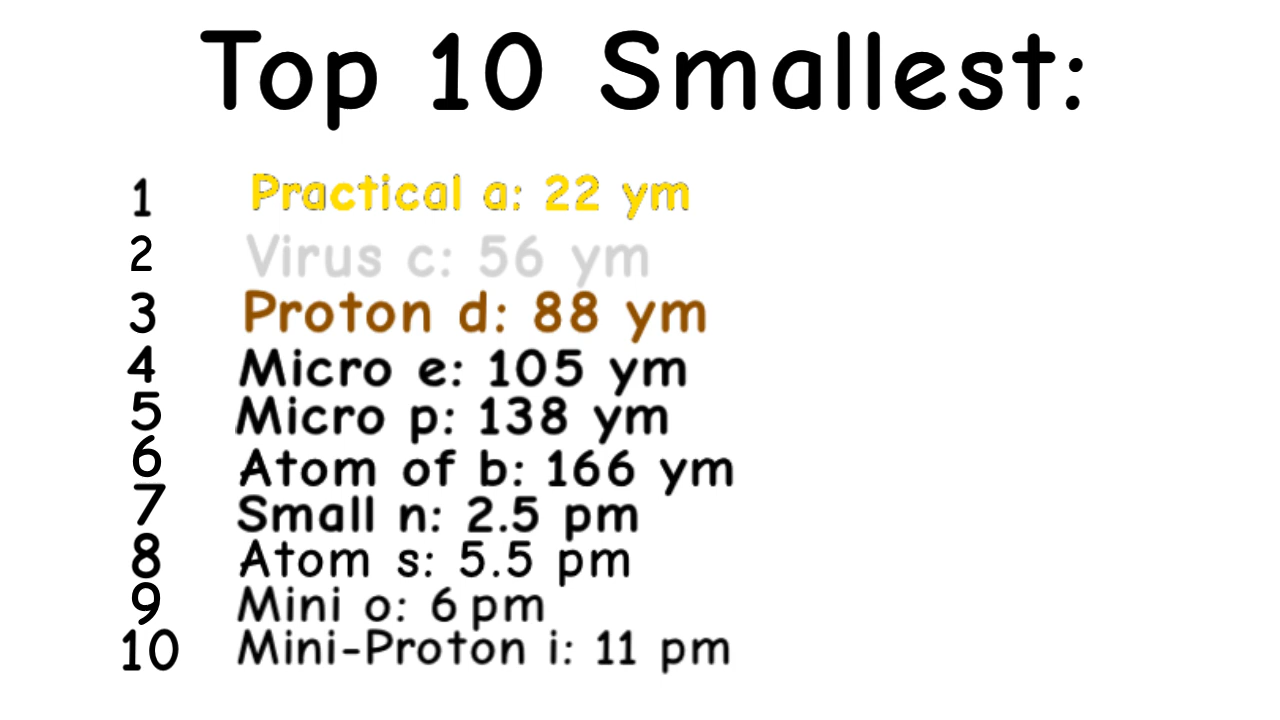 Top 10 Smallest:
1 Practical a: 22 ym
2 Virus c: 56 ym
3 Proton d: 88 ym
4 Micro e: 105 ym
5 Micro p: 138 ym
6 Atom of b: 166 ym
7 Small n: 2.5 pm
8 Atom s: 5.5 pm
9 Mini o: 6 pm
10 Mini-Proton i: 11 pm